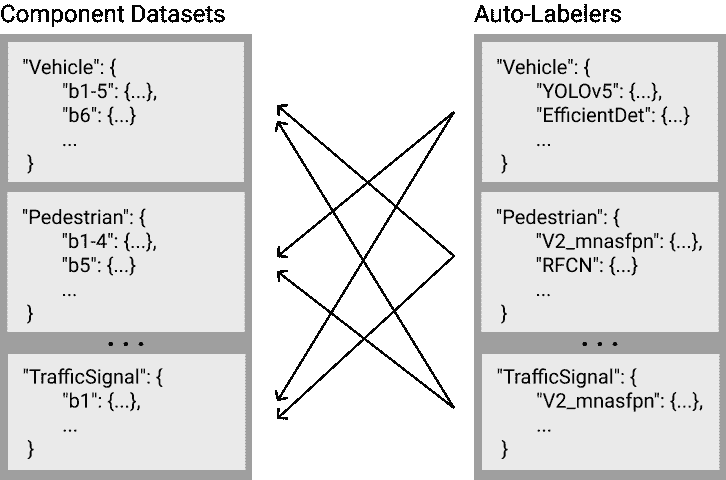 Component Datasets
"Vehicle": {
"b1-5": {...},
"b6": {...}
...
}
"Pedestrian": {
"b1-4": {...},
"b5": {...}
...
}
...
"TrafficSignal": {
"b1": {...},
...
}
Auto-Labelers
"Vehicle": {
"YOLOv5": {...},
"EfficientDet": {...}
...
}
"Pedestrian": {
"V2_mnasfpn": {...},
"RFCN": {...}
...
}
...
"TrafficSignal": {
"V2_mnasfpn": {...},
...
}